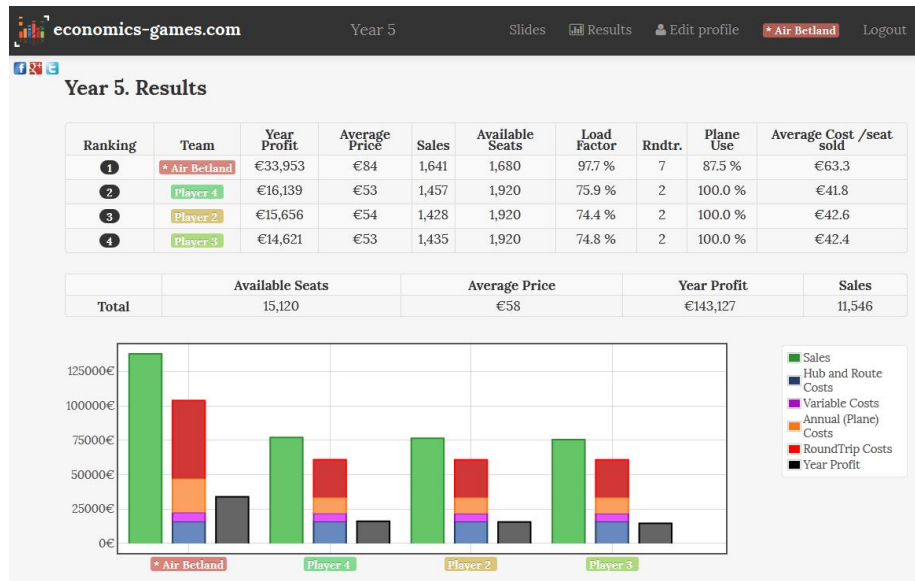 economics-games.com Year 5 Slides Results Edit profile * Air Betland Logout
Year 5. Results
Ranking Team Year Profit Average Price Sales Available Seats Load Factor Rndtr. Plane Use Average Cost /seat sold
1 * Air Betland €33,953 €84 1,641 1,680 97.7 % 7 87.5 % €63.3
2 Player 4 €16,139 €53 1,457 1,920 75.9 % 2 100.0 % €41.8
3 Player 2 €15,656 €54 1,428 1,920 74.4 % 2 100.0 % €42.6
4 Player 3 €14,621 €53 1,435 1,920 74.8 % 2 100.0 % €42.4
Available Seats Average Price Year Profit Sales
Total 15,120 €58 €143,127 11,546
125000€
100000€
75000€
50000€
25000€
0€
* Air Betland Player 4 Player 2 Player 3
Sales
Hub and Route
Costs
Variable Costs
Annual (Plane)
Costs
RoundTrip Costs
Year Profit